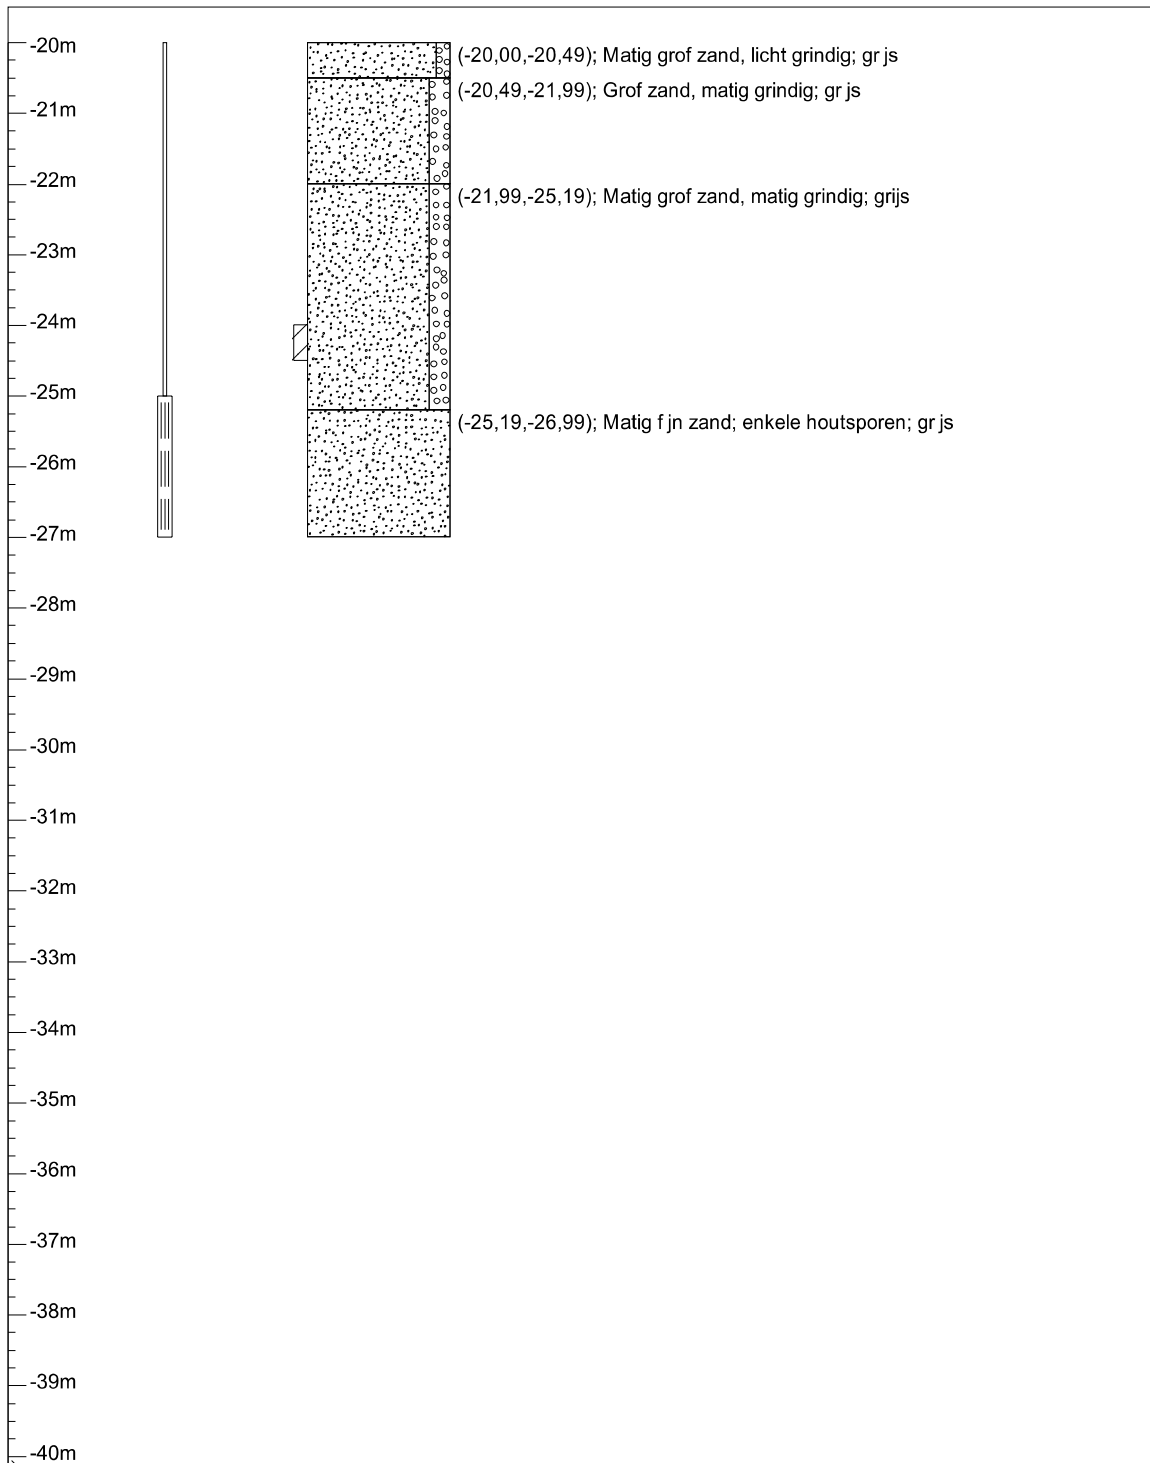 -20m
(-20,00,-20,49); Matig grof zand, licht grindig; gr js
(-20,49,-21,99); Grof zand, matig grindig; gr js
-21m
-22m
(-21,99,-25,19); Matig grof zand, matig grindig; grijs
-23m
-24m
-25m
(-25,19,-26,99); Matig f jn zand; enkele houtsporen; gr js
-26m
-27m
-28m
-29m
-30m
-31m
-32m
-33m
-34m
-35m
-36m
-37m
-38m
-39m
-40m